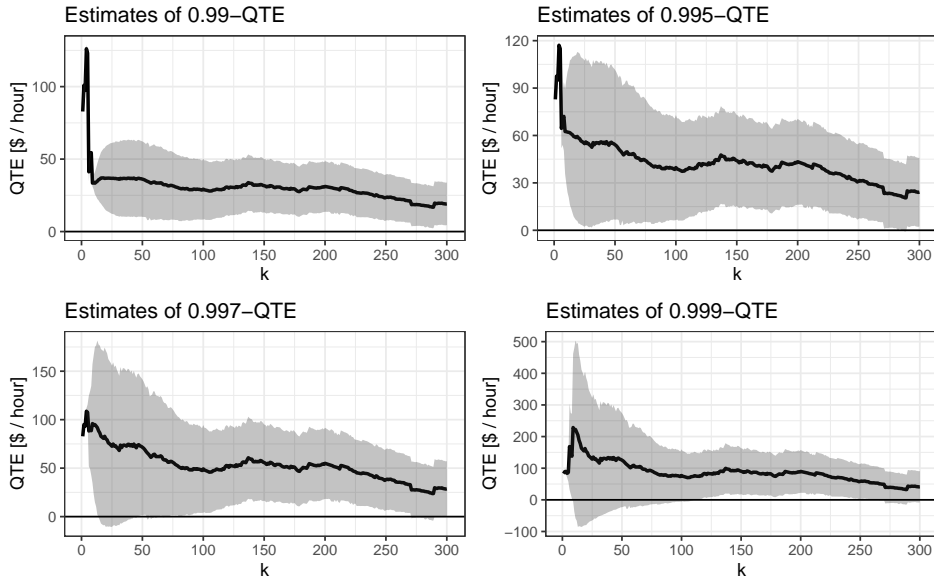 Estimates of 0.99−QTE
QTE [$ / hour]
100
50
0
0 50 100 150 200 250 300
k
Estimates of 0.995−QTE
QTE [$ / hour]
120
90
60
30
0
0 50 100 150 200 250 300
k
Estimates of 0.997−QTE
QTE [$ / hour]
150
100
50
0
0 50 100 150 200 250 300
k
Estimates of 0.999−QTE
QTE [$ / hour]
500
400
300
200
100
0
−100
0 50 100 150 200 250 300
k